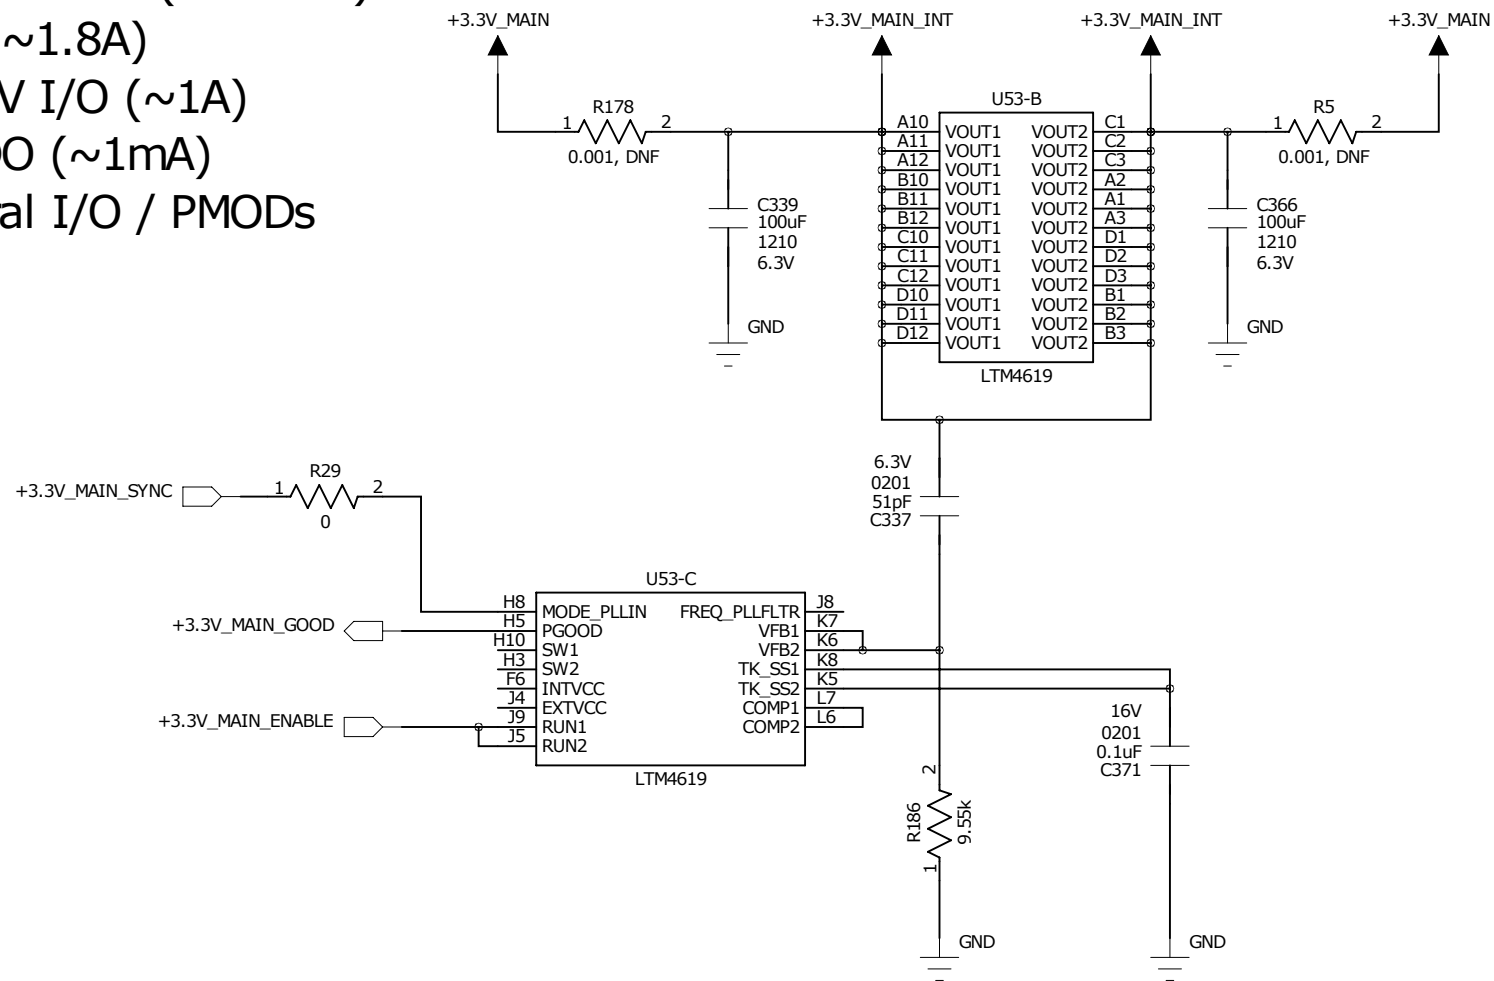 ~1.8A)
V I/O (~1A)
(~1mA)
I/O / PMODs
+3.3V_MAIN
+3.3V_MAIN_INT
+3.3V_MAIN_INT
+3.3V_MAIN
R178
1 2
0.001, DNF
C339
100uF
1210
6.3V
GND
U53-B
A10 VOUT1 VOUT2 C1
A11 VOUT1 VOUT2 C2
A12 VOUT1 VOUT2 C3
B10 VOUT1 VOUT2 A2
B11 VOUT1 VOUT2 A1
B12 VOUT1 VOUT2 A3
C10 VOUT1 VOUT2 D1
C11 VOUT1 VOUT2 D2
C12 VOUT1 VOUT2 D3
D10 VOUT1 VOUT2 B1
D11 VOUT1 VOUT2 B2
D12 VOUT1 VOUT2 B3
LTM4619
R5
1 2
0.001, DNF
C366
100uF
1210
6.3V
GND
6.3V
0201
51pF
C337
+3.3V_MAIN_SYNC
R29
1 2
0
+3.3V_MAIN_GOOD
+3.3V_MAIN_ENABLE
U53-C
H8 MODE_PLLIN FREQ_PLLFLTR J8
H5 PGOOD VFB1 K7
H10 SW1 VFB2 K6
H3 SW2 TK_SS1 K8
F6 INTVCC TK_SS2 K5
J4 EXTVCC COMP1 L7
J9 RUN1 COMP2 L6
J5 RUN2
LTM4619
16V
0201
0.1uF
C371
2
R186
9.55k
1
GND
GND